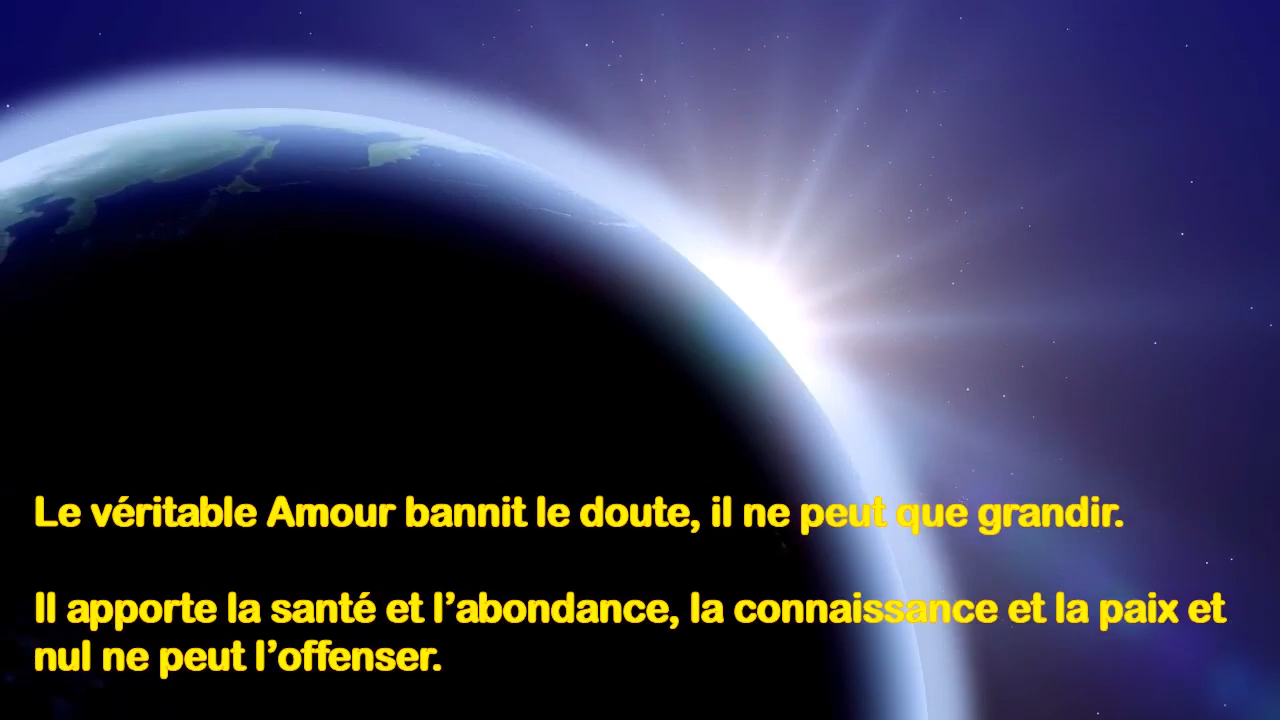 Le véritable Amour bannit le doute, il ne peut que grandir.
Il apporte la santé et l’abondance, la connaissance et la paix et
nul ne peut l’offenser.